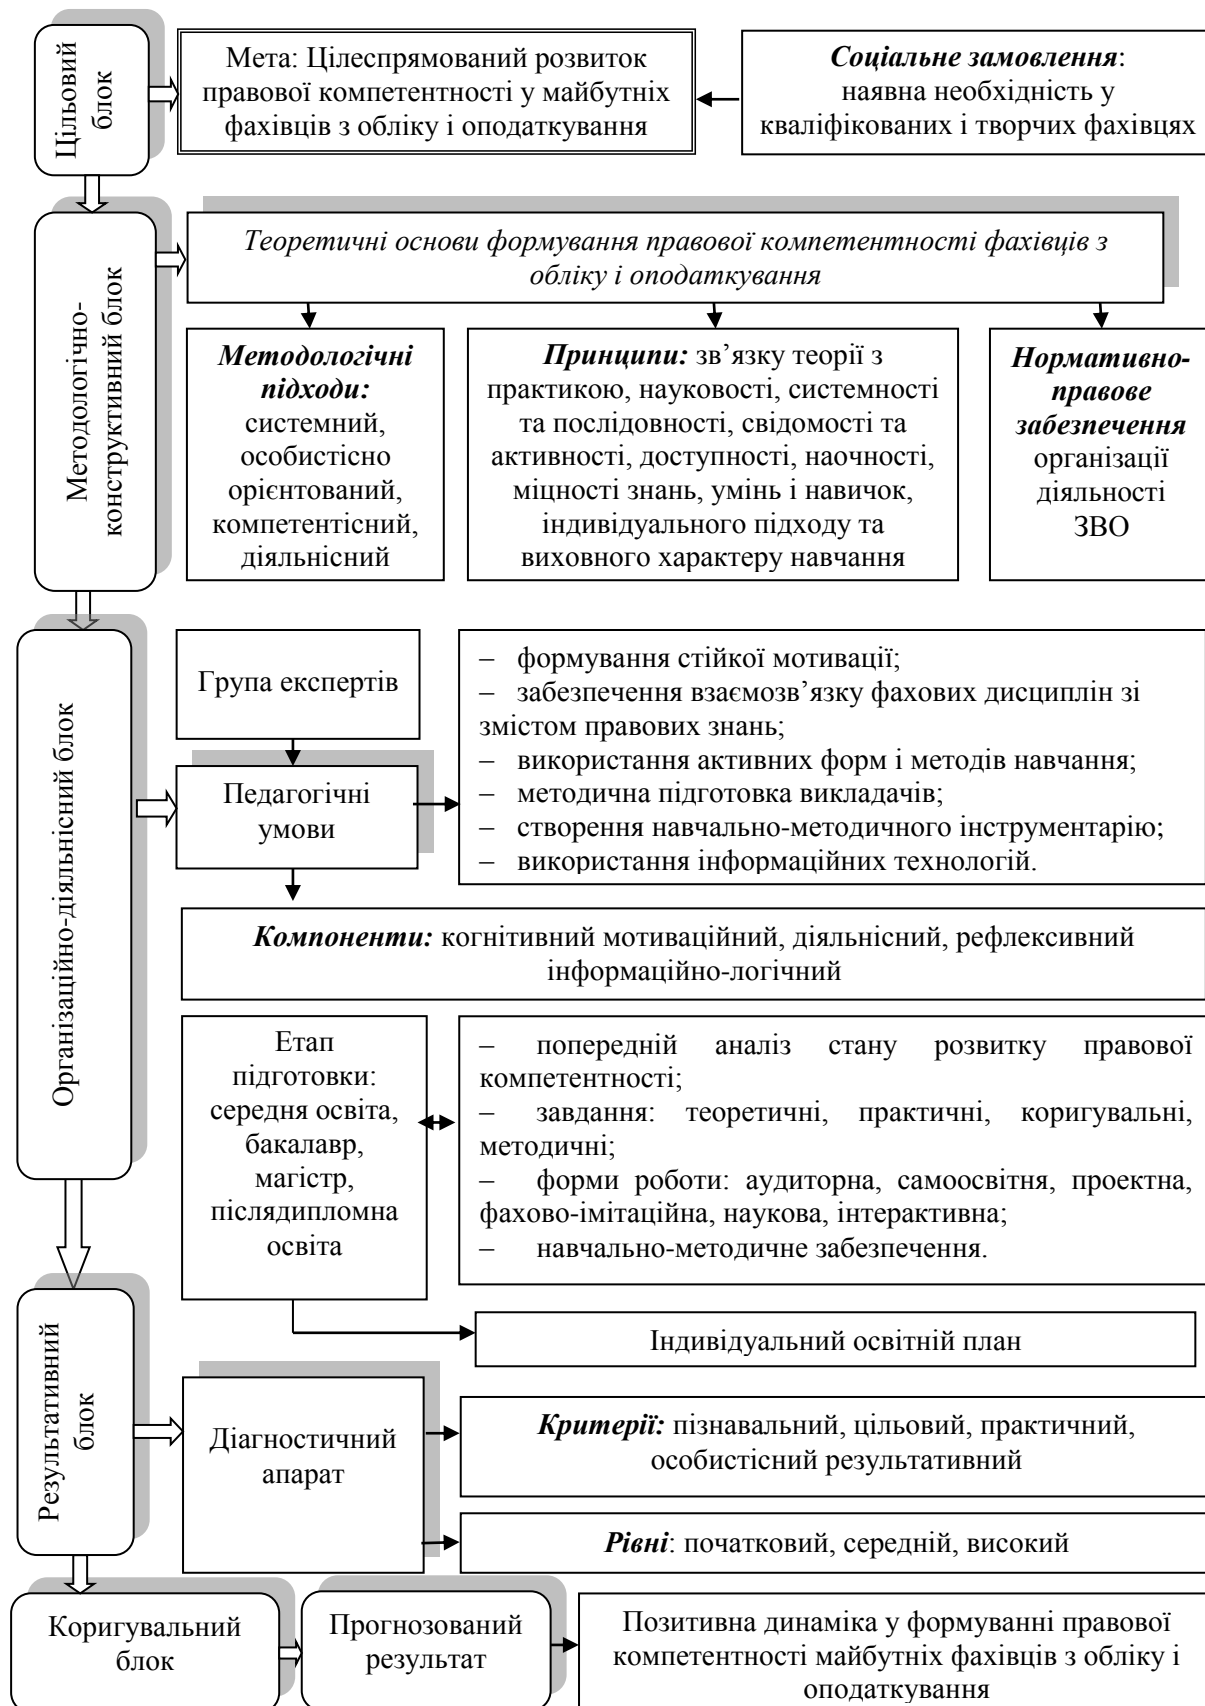 Цільовий
блок
Мета: Цілеспрямований розвиток
правової компетентності у майбутніх
фахівців з обліку і оподаткування
Соціальне замовлення:
наявна необхідність у
кваліфікованих і творчих фахівцях
Методологічно-
конструктивний блок
Теоретичні основи формування правової компетентності фахівців з
обліку і оподаткування
Методологічні
підходи:
системний,
особистісно
орієнтований,
компетентісний,
діяльнісний
Принципи: зв’язку теорії з
практикою, науковості, системності
та послідовності, свідомості та
активності, доступності, наочності,
міцності знань, умінь і навичок,
індивідуального підходу та
виховного характеру навчання
Нормативно-
правове
забезпечення
організації
діяльності
ЗВО
Організаційно-діяльнісний блок
Група експертів
Педагогічні
умови
– формування стійкої мотивації;
– забезпечення взаємозв’язку фахових дисциплін зі
змістом правових знань;
– використання активних форм і методів навчання;
– методична підготовка викладачів;
– створення навчально-методичного інструментарію;
– використання інформаційних технологій.
Компоненти: когнітивний мотиваційний, діяльнісний, рефлексивний
інформаційно-логічний
Етап
підготовки:
середня освіта,
бакалавр,
магістр,
післядипломна
освіта
– попередній аналіз стану розвитку правової
компетентності;
– завдання: теоретичні, практичні, коригувальні,
методичні;
– форми роботи: аудиторна, самоосвітня, проектна,
фахово-імітаційна, наукова, інтерактивна;
– навчально-методичне забезпечення.
Індивідуальний освітній план
Результативний
блок
Діагностичний
апарат
Критерії: пізнавальний, цільовий, практичний,
особистісний результативний
Рівні: початковий, середній, високий
Коригувальний
блок
Прогнозований
результат
Позитивна динаміка у формуванні правової
компетентності майбутніх фахівців з обліку і
оподаткування